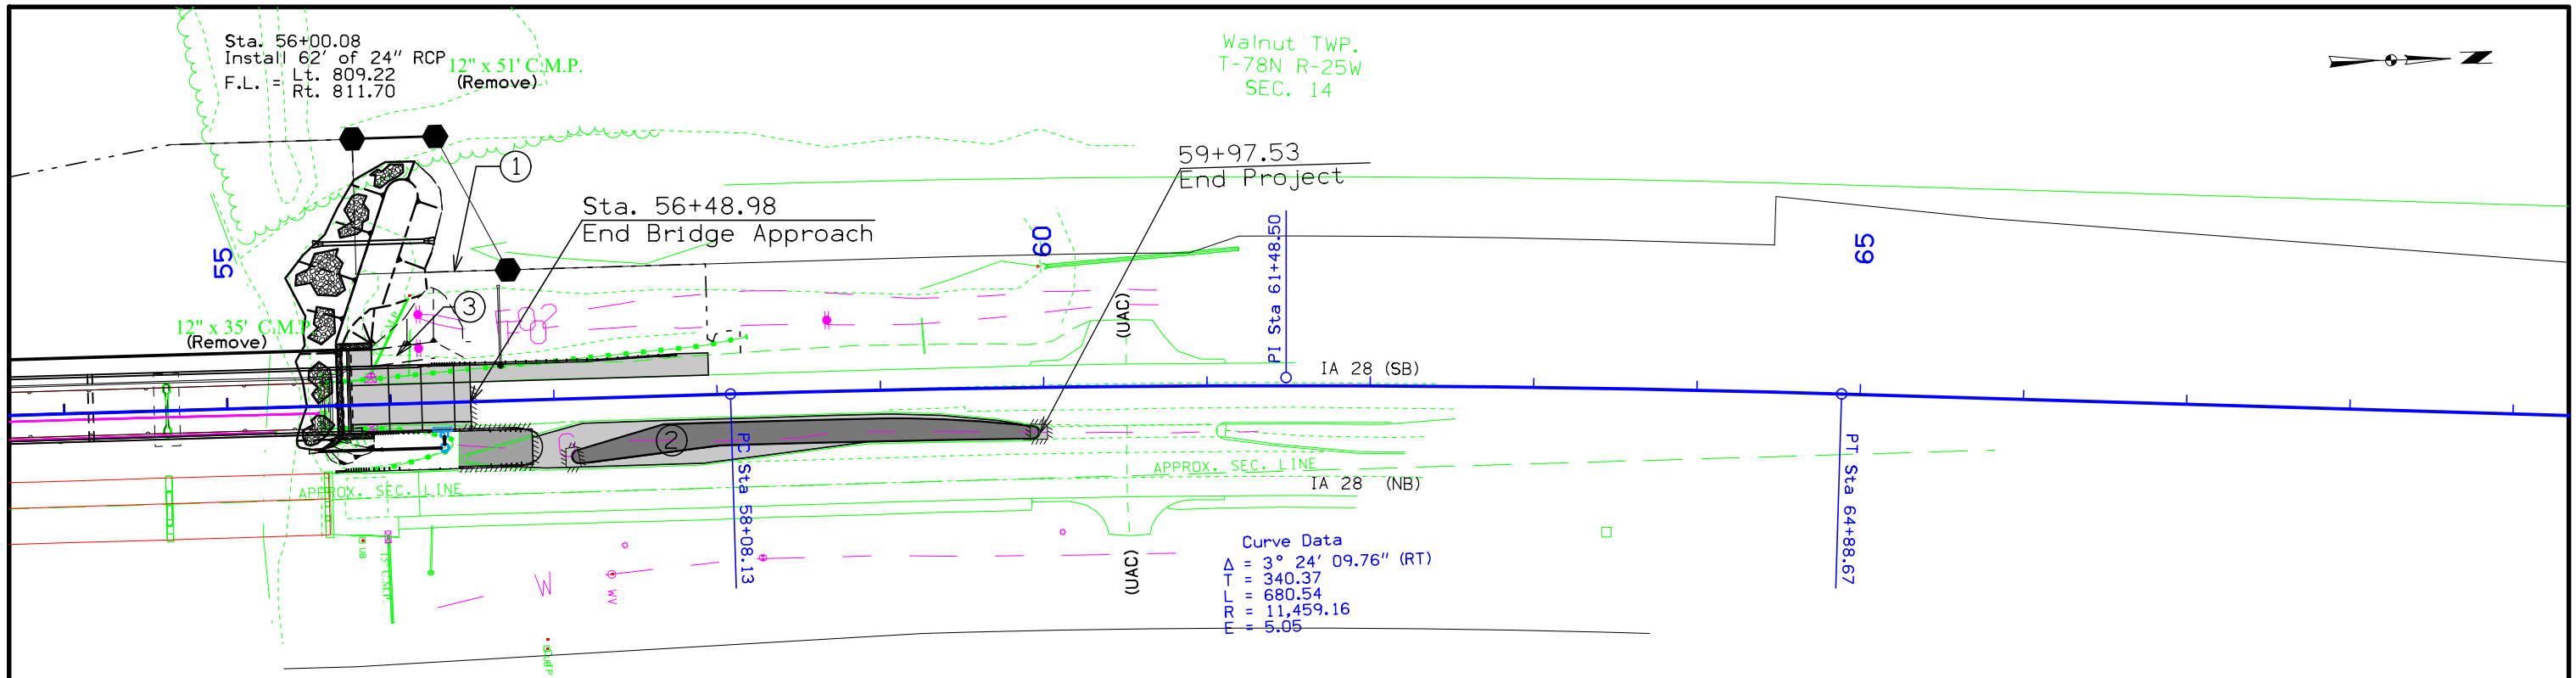 Sta. 56+00.08
Install 62' of 24" RCP
F.L. = Lt. 809.22
Rt. 811.70
12" x 51' C.M.P.
(Remove)
Walnut TWP.
T-78N R-25W
SEC. 14
1
59+97.53
End Project
Sta. 56+48.98
End Bridge Approach
55
60
65
PI Sta 61+48.50
3
12" x 35' C.M.P
(Remove)
(UAC)
IA 28 (SB)
2
PC Sta 58+08.13
PT Sta 64+88.67
APPROX. SEC. LINE
APPROX. SEC. LINE
IA 28 (NB)
W
WV
(UAC)
Curve Data
Δ = 3° 24' 09.76" (RT)
T = 340.37
L = 680.54
R = 11,459.16
E = 5.05